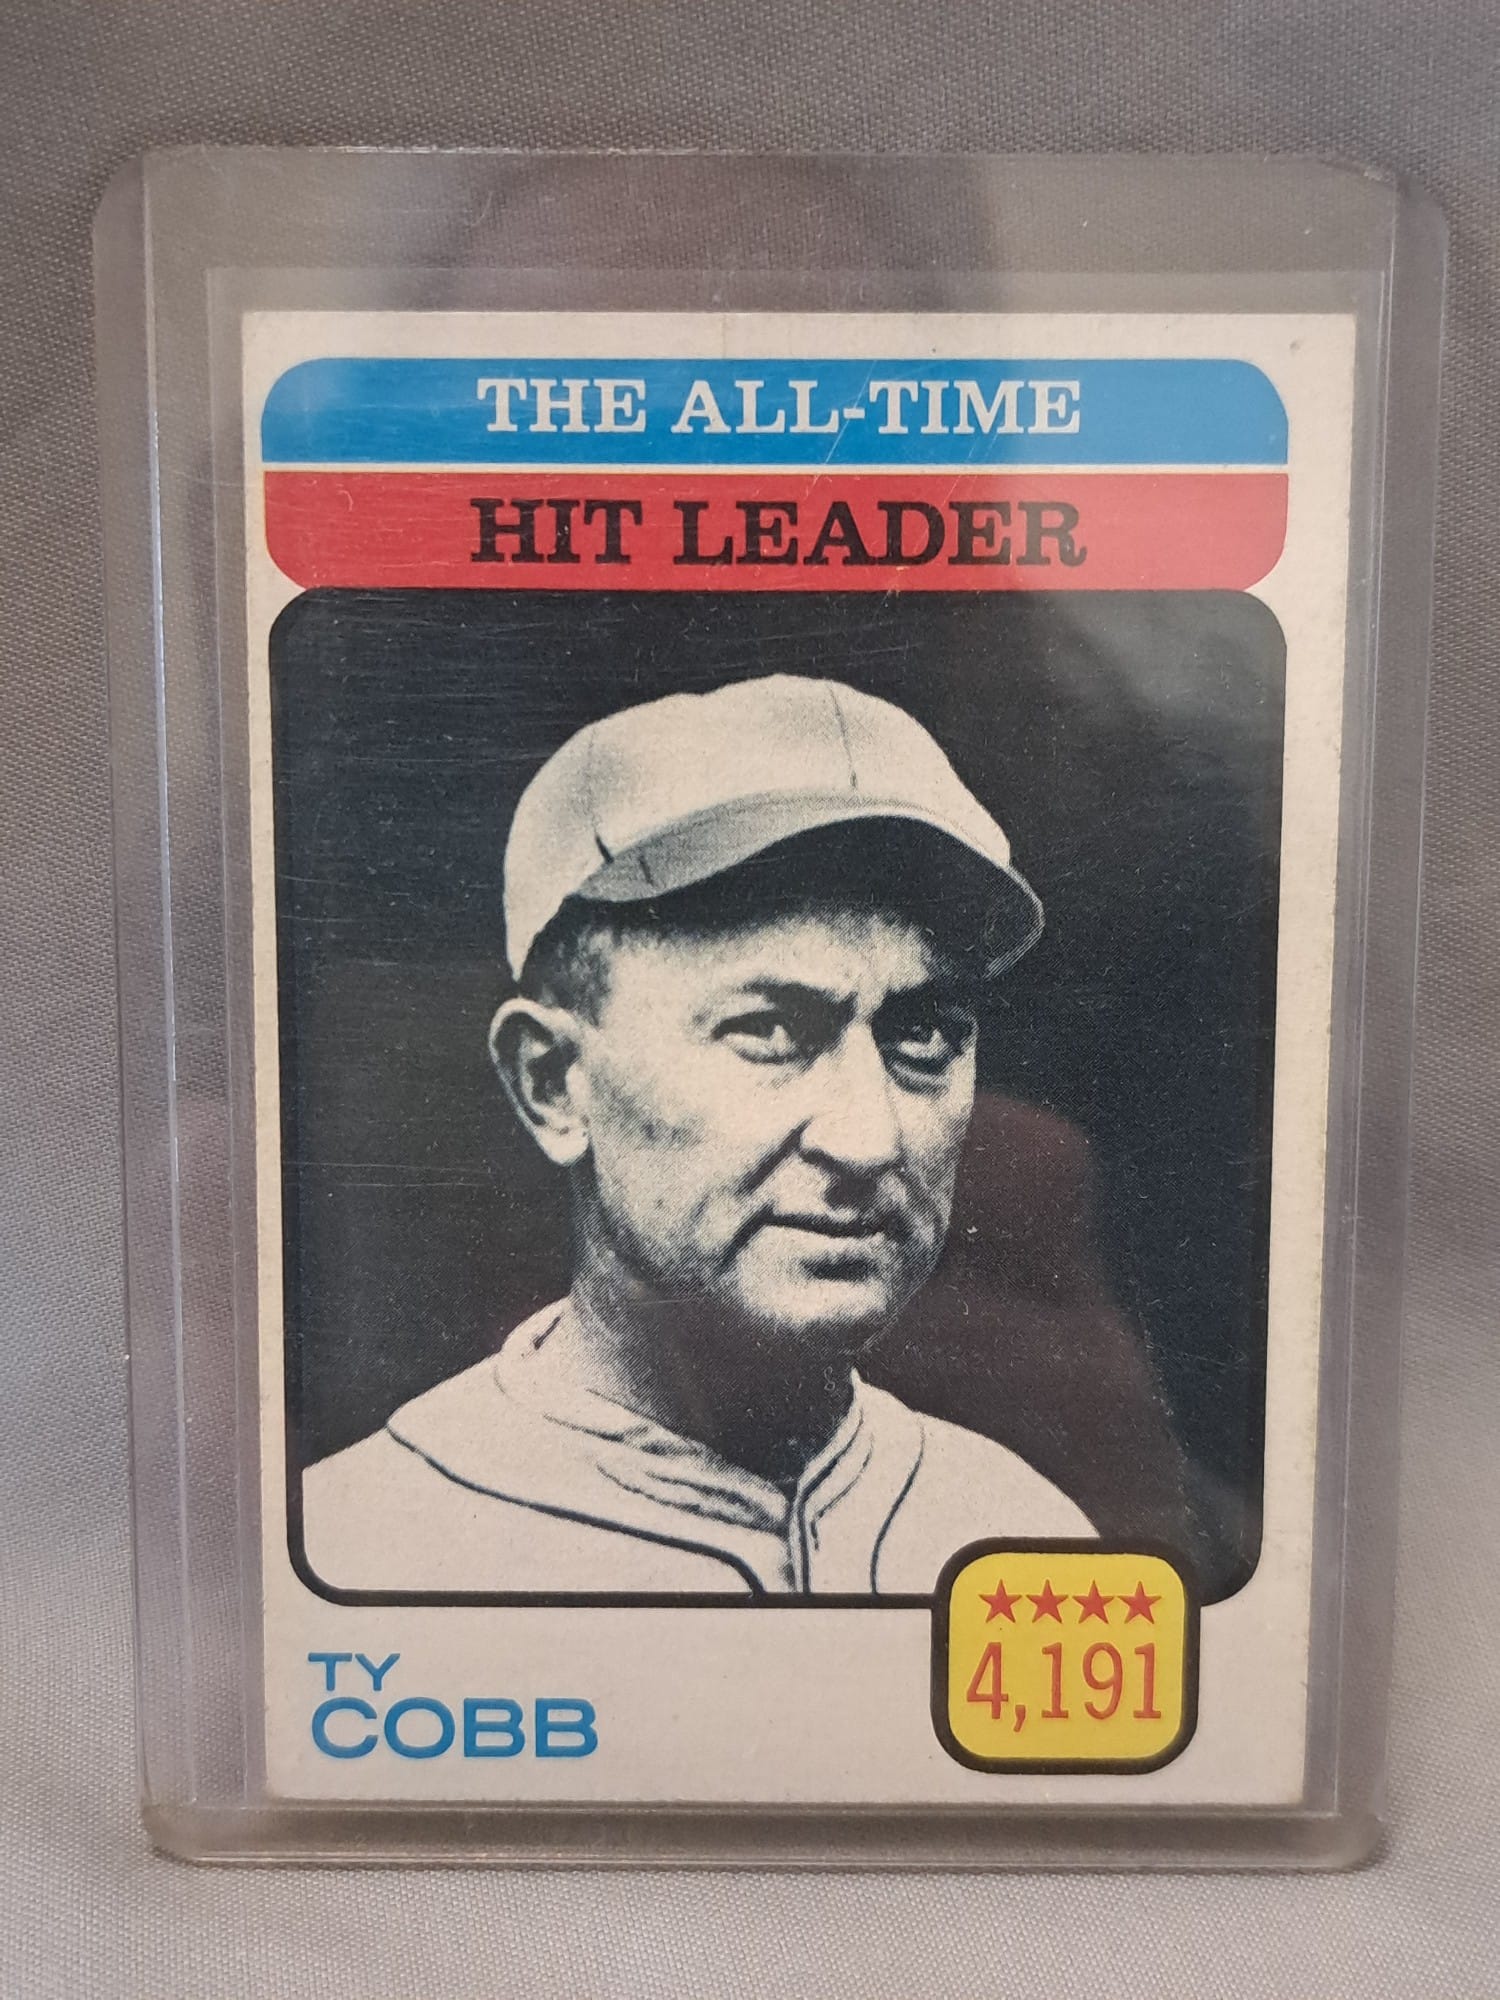 THE ALL-TIME
HIT LEADER
TY
COBB
4,191